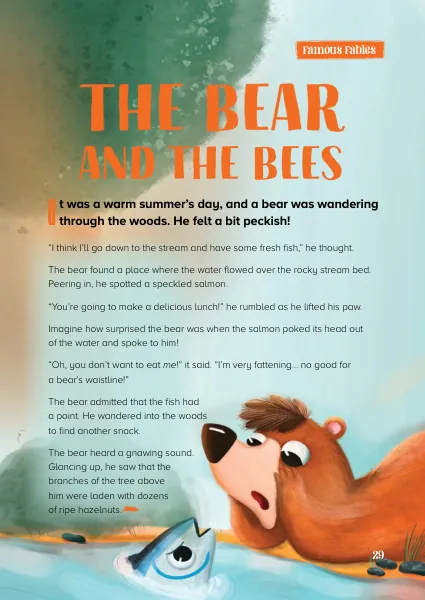 Famous Fables
THE BEAR
AND THE BEES
It was a warm summer's day, and a bear was wandering
through the woods. He felt a bit peckish!
"I think I'll go down to the stream and have some fresh fish," he thought.
The bear found a place where the water flowed over the rocky stream bed.
Peering in, he spotted a speckled salmon.
"You're going to make a delicious lunch!" he rumbled as he lifted his paw.
Imagine how surprised the bear was when the salmon poked its head out
of the water and spoke to him!
"Oh, you don't want to eat me!" it said. "I'm very fattening... no good for
a bear's waistline!"
The bear admitted that the fish had
a point. He wandered into the woods
to find another snack.
The bear heard a gnawing sound.
Glancing up, he saw that the
branches of the tree above
him were laden with dozens
of ripe hazelnuts.
29